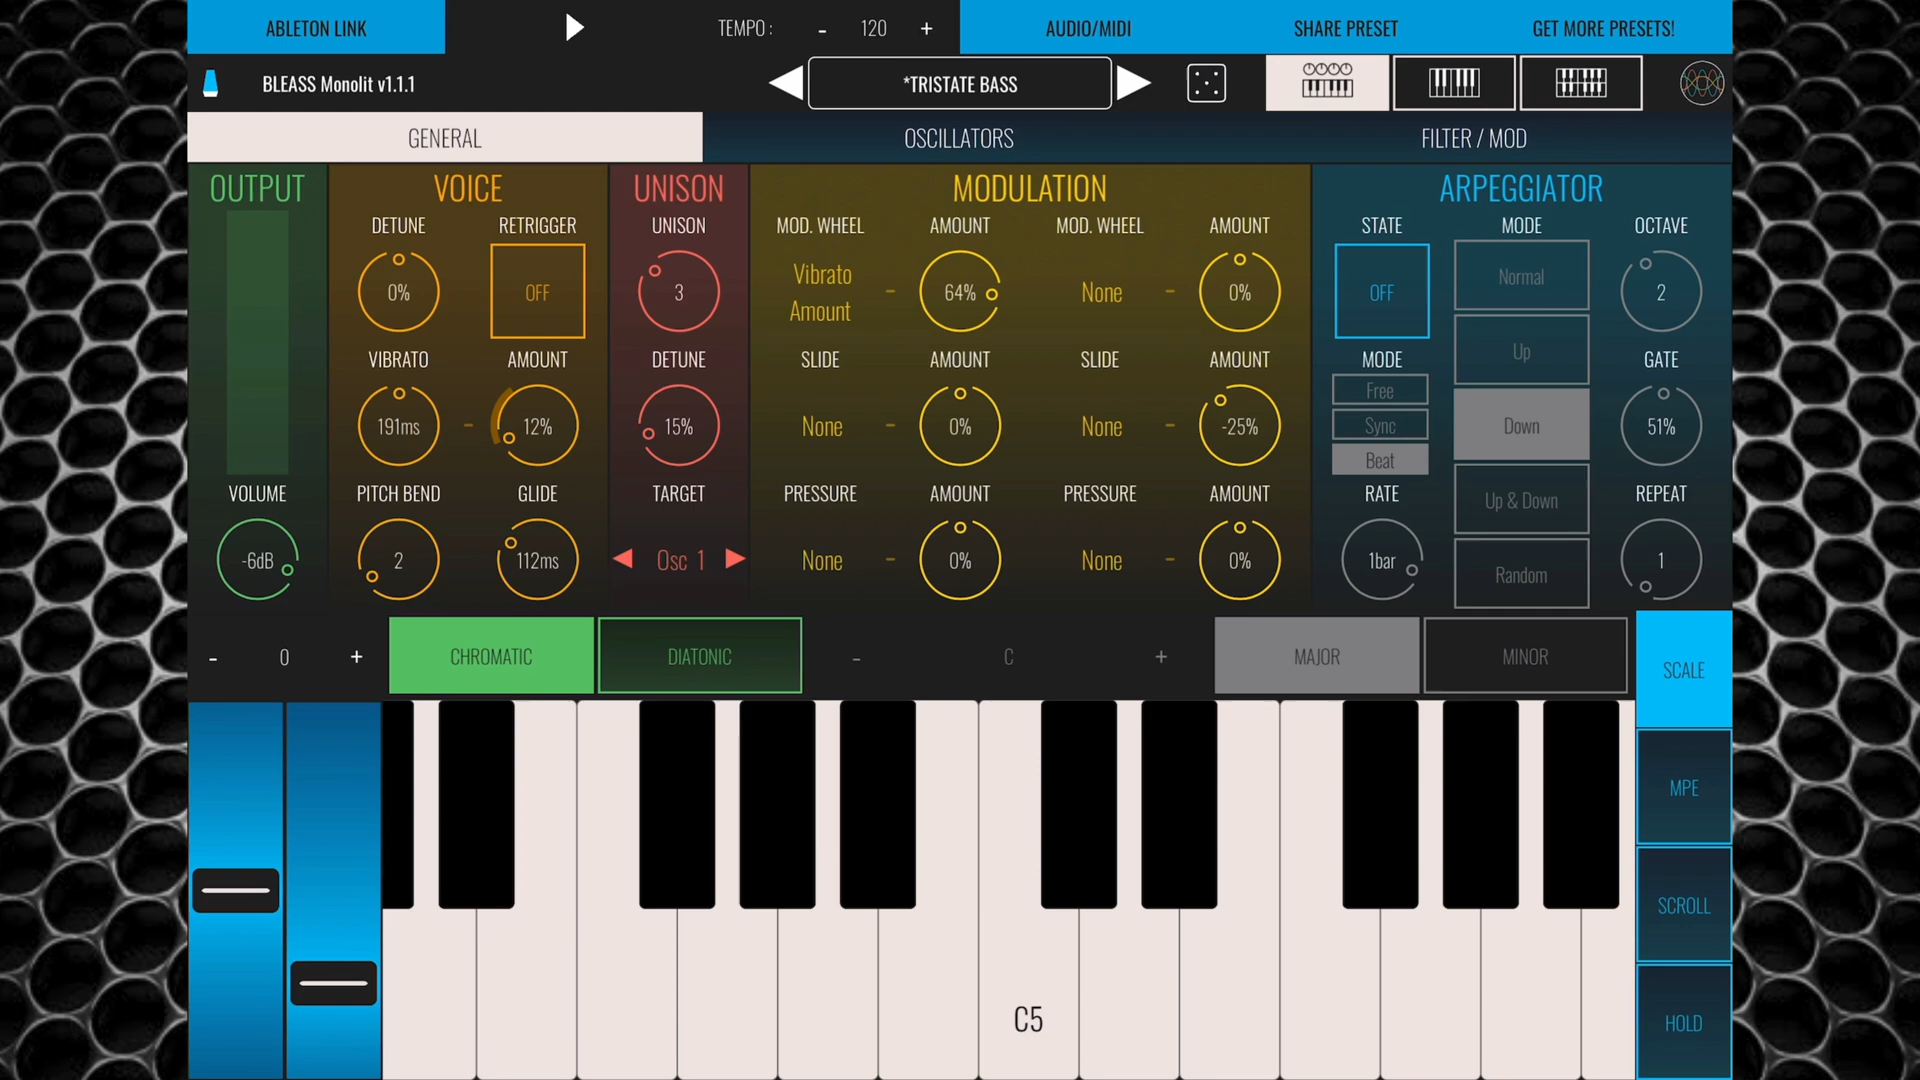 ABLETON LINK
TEMPO : - 120 +
AUDIO/MIDI
SHARE PRESET
GET MORE PRESETS!
BLEASS Monolit v1.1.1
*TRISTATE BASS
GENERAL
OSCILLATORS
FILTER / MOD
OUTPUT
VOLUME
-6dB
VOICE
DETUNE RETRIGGER
0% OFF
VIBRATO AMOUNT
191ms - 12%
PITCH BEND GLIDE
2 112ms
UNISON
UNISON
3
DETUNE
15%
TARGET
Osc 1
MODULATION
MOD. WHEEL AMOUNT MOD. WHEEL AMOUNT
Vibrato
Amount - 64% None - 0%
SLIDE AMOUNT SLIDE AMOUNT
None - 0% None - -25%
PRESSURE AMOUNT PRESSURE AMOUNT
None - 0% None - 0%
ARPEGGIATOR
STATE
OFF
MODE
Free
Sync
Beat
RATE
1bar
MODE
Normal
Up
Down
Up & Down
Random
OCTAVE
2
GATE
51%
REPEAT
1
- 0 +
CHROMATIC
DIATONIC
- C +
MAJOR
MINOR
SCALE
MPE
SCROLL
HOLD
C5